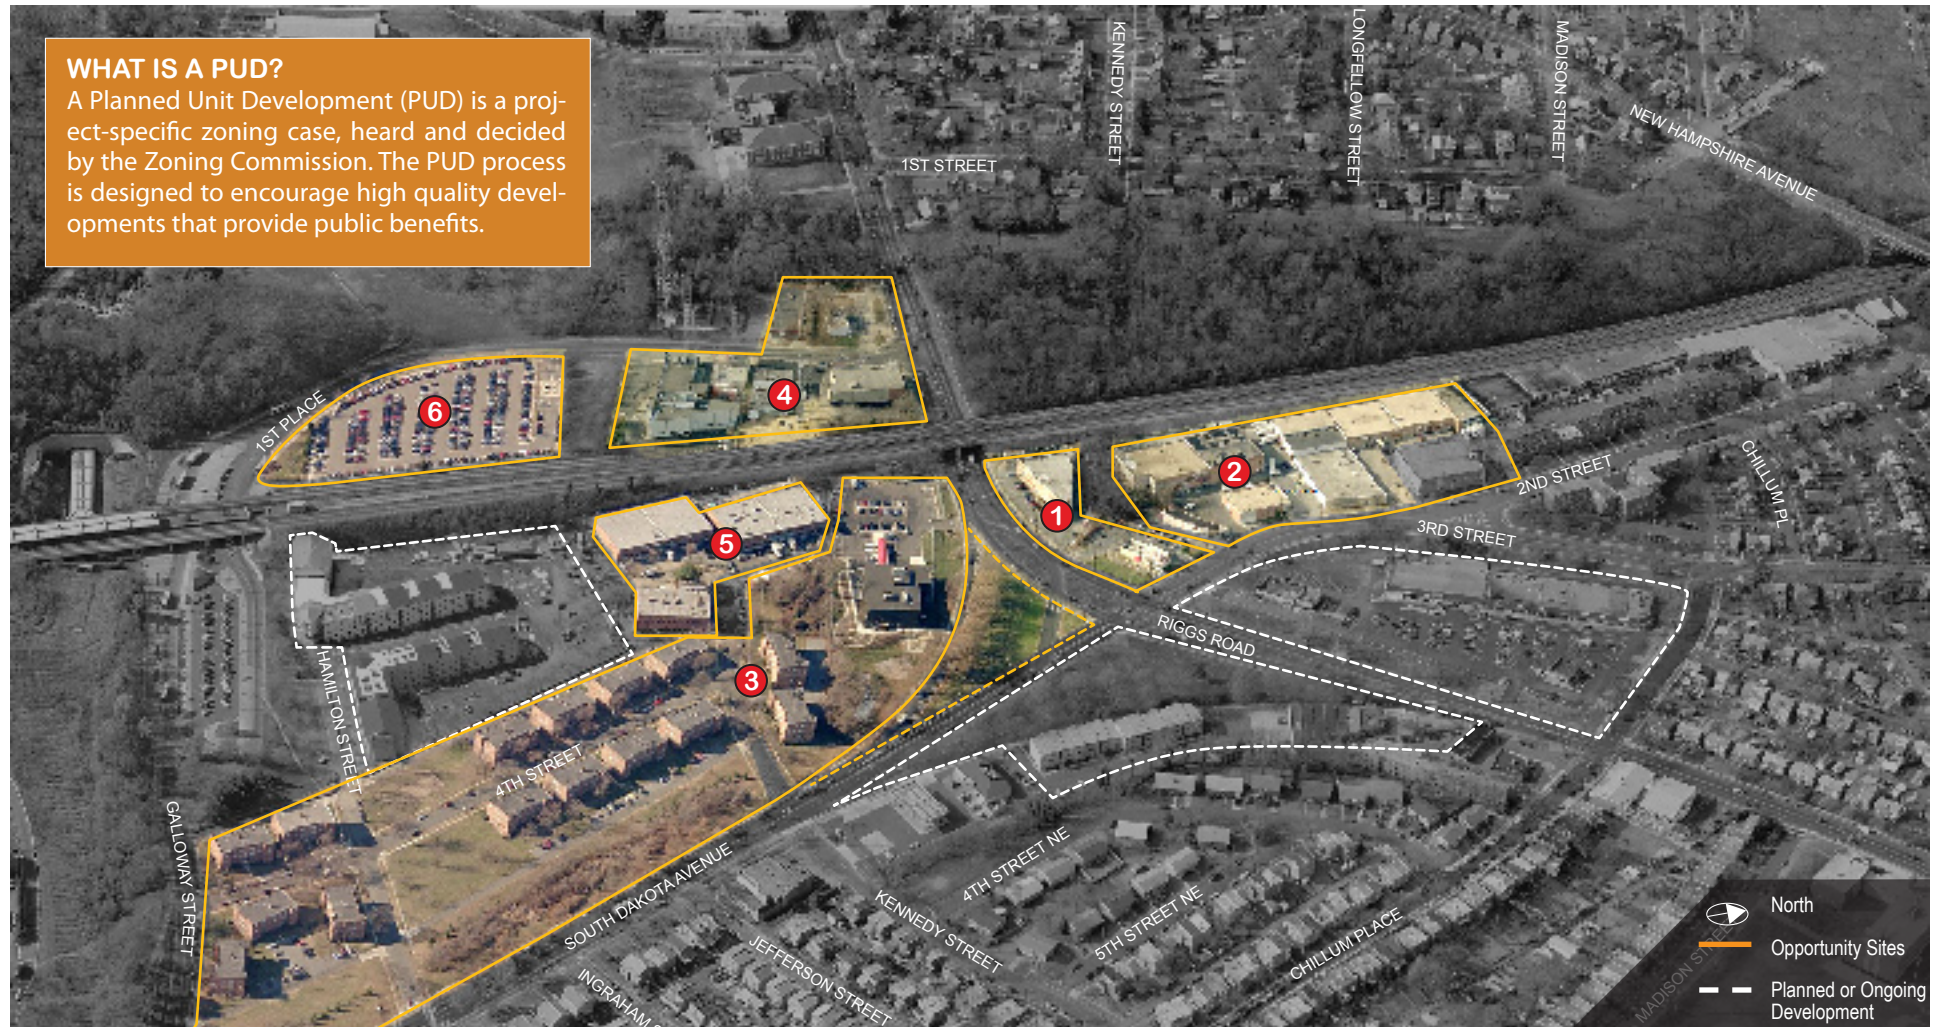 WHAT IS A PUD?
A Planned Unit Development (PUD) is a proj-
ect-specific zoning case, heard and decided
by the Zoning Commission. The PUD process
is designed to encourage high quality devel-
opments that provide public benefits.
KENNEDY STREET
LONGFELLOW STREET
MADISON STREET
NEW HAMPSHIRE AVENUE
1ST STREET
1ST PLACE
6
4
2
1
5
3
2ND STREET
CHILLUM PL
3RD STREET
RIGGS ROAD
HAMILTON STREET
4TH STREET
GALLOWAY STREET
SOUTH DAKOTA AVENUE
4TH STREET NE
KENNEDY STREET
5TH STREET NE
JEFFERSON STREET
CHILLUM PLACE
INGRAHAM
MADISON
North
Opportunity Sites
Planned or Ongoing
Development